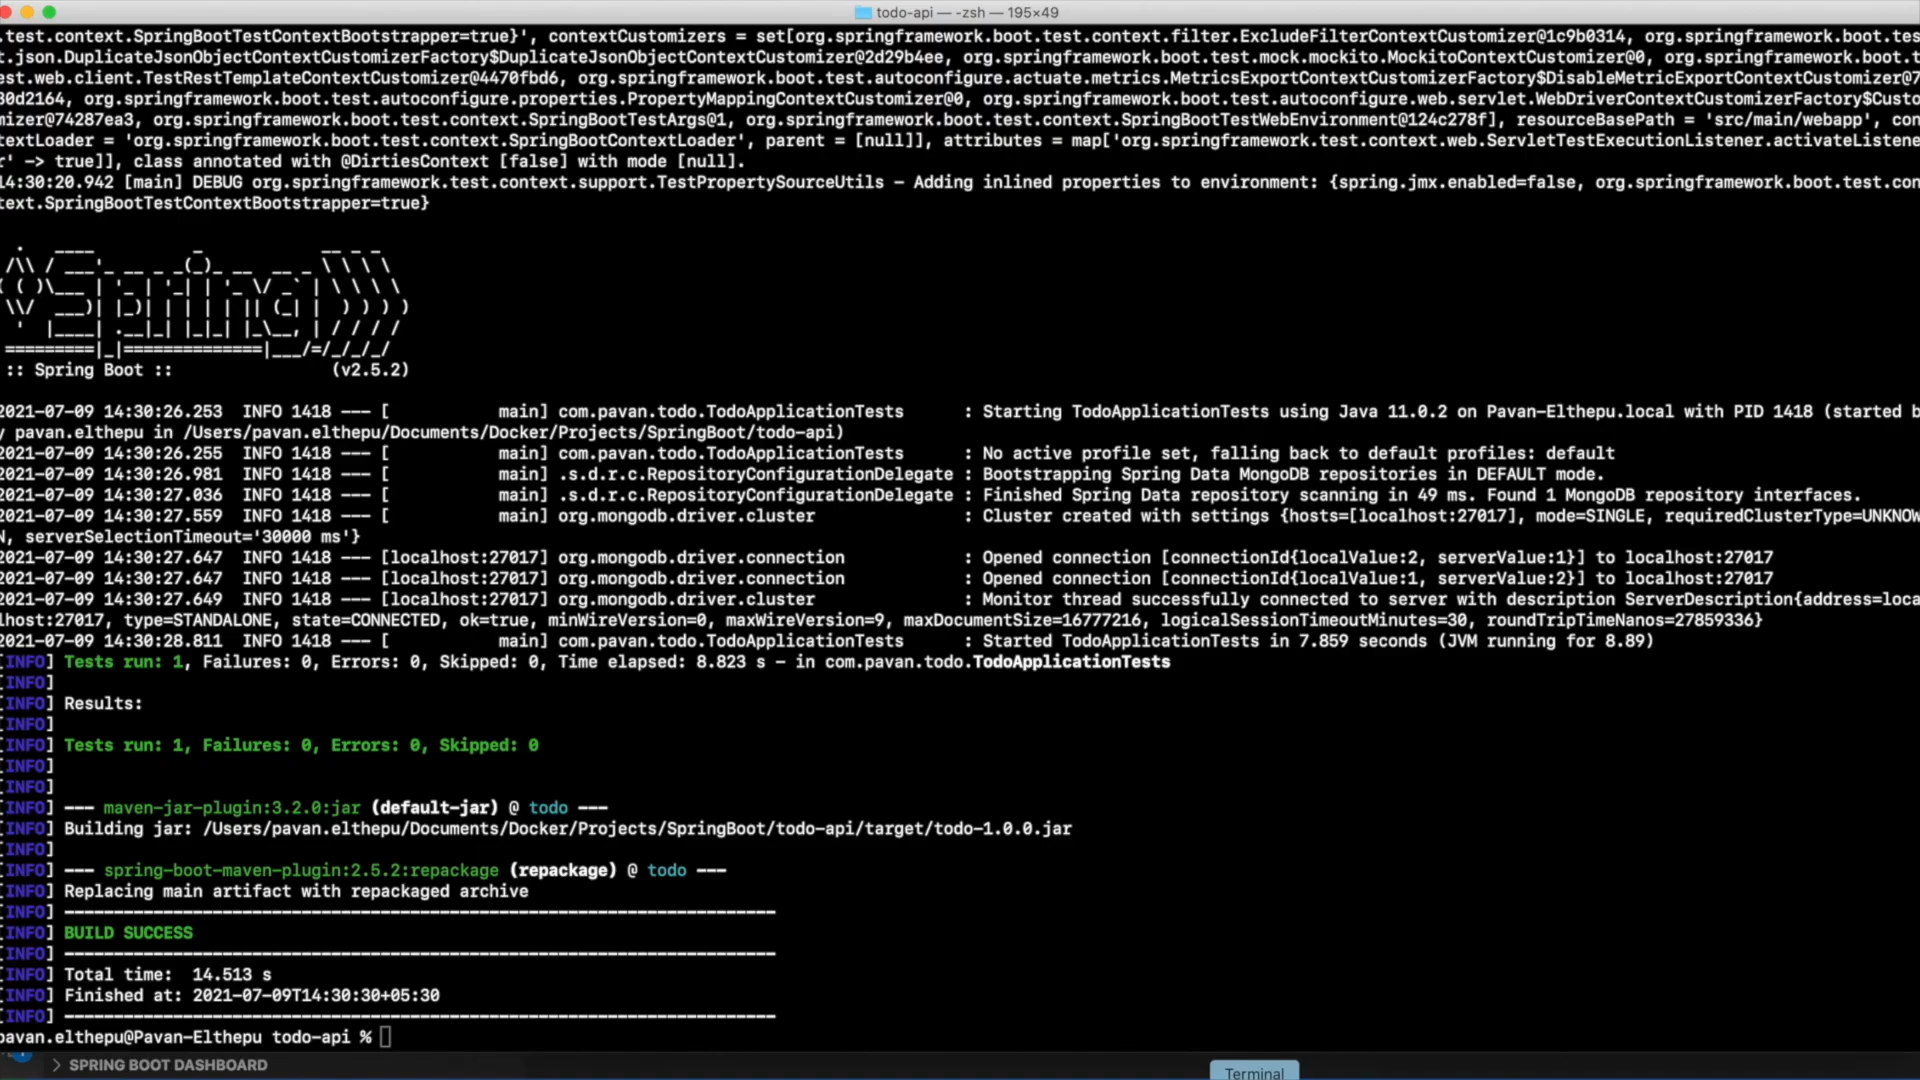 todo-api — -zsh — 195×49
.test.context.SpringBootTestContextBootstrapper=true}', contextCustomizers = set[org.springframework.boot.test.context.filter.ExcludeFilterContextCustomizer@1c9b0314, org.springframework.boot.tes
t.json.DuplicateJsonObjectContextCustomizerFactory$DuplicateJsonObjectContextCustomizer@2d29b4ee, org.springframework.boot.test.mock.mockito.MockitoContextCustomizer@0, org.springframework.boot.t
est.web.client.TestRestTemplateContextCustomizer@4470fbd6, org.springframework.boot.test.autoconfigure.actuate.metrics.MetricsExportContextCustomizerFactory$DisableMetricExportContextCustomizer@7
30d2164, org.springframework.boot.test.autoconfigure.properties.PropertyMappingContextCustomizer@0, org.springframework.boot.test.autoconfigure.web.servlet.WebDriverContextCustomizerFactory$Custo
mizer@74287ea3, org.springframework.boot.test.context.SpringBootTestArgs@1, org.springframework.boot.test.context.SpringBootTestWebEnvironment@124c278f], resourceBasePath = 'src/main/webapp', con
textLoader = 'org.springframework.boot.test.context.SpringBootContextLoader', parent = [null]], attributes = map['org.springframework.test.context.web.ServletTestExecutionListener.activateListene
r' -> true]], class annotated with @DirtiesContext [false] with mode [null].
14:30:20.942 [main] DEBUG org.springframework.test.context.support.TestPropertySourceUtils - Adding inlined properties to environment: {spring.jmx.enabled=false, org.springframework.boot.test.con
text.SpringBootTestContextBootstrapper=true}
Spring
:: Spring Boot :: (v2.5.2)
2021-07-09 14:30:26.253 INFO 1418 --- [ main] com.pavan.todo.TodoApplicationTests : Starting TodoApplicationTests using Java 11.0.2 on Pavan-Elthepu.local with PID 1418 (started b
y pavan.elthepu in /Users/pavan.elthepu/Documents/Docker/Projects/SpringBoot/todo-api)
2021-07-09 14:30:26.255 INFO 1418 --- [ main] com.pavan.todo.TodoApplicationTests : No active profile set, falling back to default profiles: default
2021-07-09 14:30:26.981 INFO 1418 --- [ main] .s.d.r.c.RepositoryConfigurationDelegate : Bootstrapping Spring Data MongoDB repositories in DEFAULT mode.
2021-07-09 14:30:27.036 INFO 1418 --- [ main] .s.d.r.c.RepositoryConfigurationDelegate : Finished Spring Data repository scanning in 49 ms. Found 1 MongoDB repository interfaces.
2021-07-09 14:30:27.559 INFO 1418 --- [ main] org.mongodb.driver.cluster : Cluster created with settings {hosts=[localhost:27017], mode=SINGLE, requiredClusterType=UNKNOW
N, serverSelectionTimeout='30000 ms'}
2021-07-09 14:30:27.647 INFO 1418 --- [localhost:27017] org.mongodb.driver.connection : Opened connection [connectionId{localValue:2, serverValue:1}] to localhost:27017
2021-07-09 14:30:27.647 INFO 1418 --- [localhost:27017] org.mongodb.driver.connection : Opened connection [connectionId{localValue:1, serverValue:2}] to localhost:27017
2021-07-09 14:30:27.649 INFO 1418 --- [localhost:27017] org.mongodb.driver.cluster : Monitor thread successfully connected to server with description ServerDescription{address=loca
lhost:27017, type=STANDALONE, state=CONNECTED, ok=true, minWireVersion=0, maxWireVersion=9, maxDocumentSize=16777216, logicalSessionTimeoutMinutes=30, roundTripTimeNanos=27859336}
2021-07-09 14:30:28.811 INFO 1418 --- [ main] com.pavan.todo.TodoApplicationTests : Started TodoApplicationTests in 7.859 seconds (JVM running for 8.89)
[INFO] Tests run: 1, Failures: 0, Errors: 0, Skipped: 0, Time elapsed: 8.823 s - in com.pavan.todo.TodoApplicationTests
[INFO]
[INFO] Results:
[INFO]
[INFO] Tests run: 1, Failures: 0, Errors: 0, Skipped: 0
[INFO]
[INFO]
[INFO] --- maven-jar-plugin:3.2.0:jar (default-jar) @ todo ---
[INFO] Building jar: /Users/pavan.elthepu/Documents/Docker/Projects/SpringBoot/todo-api/target/todo-1.0.0.jar
[INFO]
[INFO] --- spring-boot-maven-plugin:2.5.2:repackage (repackage) @ todo ---
[INFO] Replacing main artifact with repackaged archive
[INFO] ------------------------------------------------------------------------
[INFO] BUILD SUCCESS
[INFO] ------------------------------------------------------------------------
[INFO] Total time: 14.513 s
[INFO] Finished at: 2021-07-09T14:30:30+05:30
[INFO] ------------------------------------------------------------------------
pavan.elthepu@Pavan-Elthepu todo-api %
SPRING BOOT DASHBOARD
Terminal